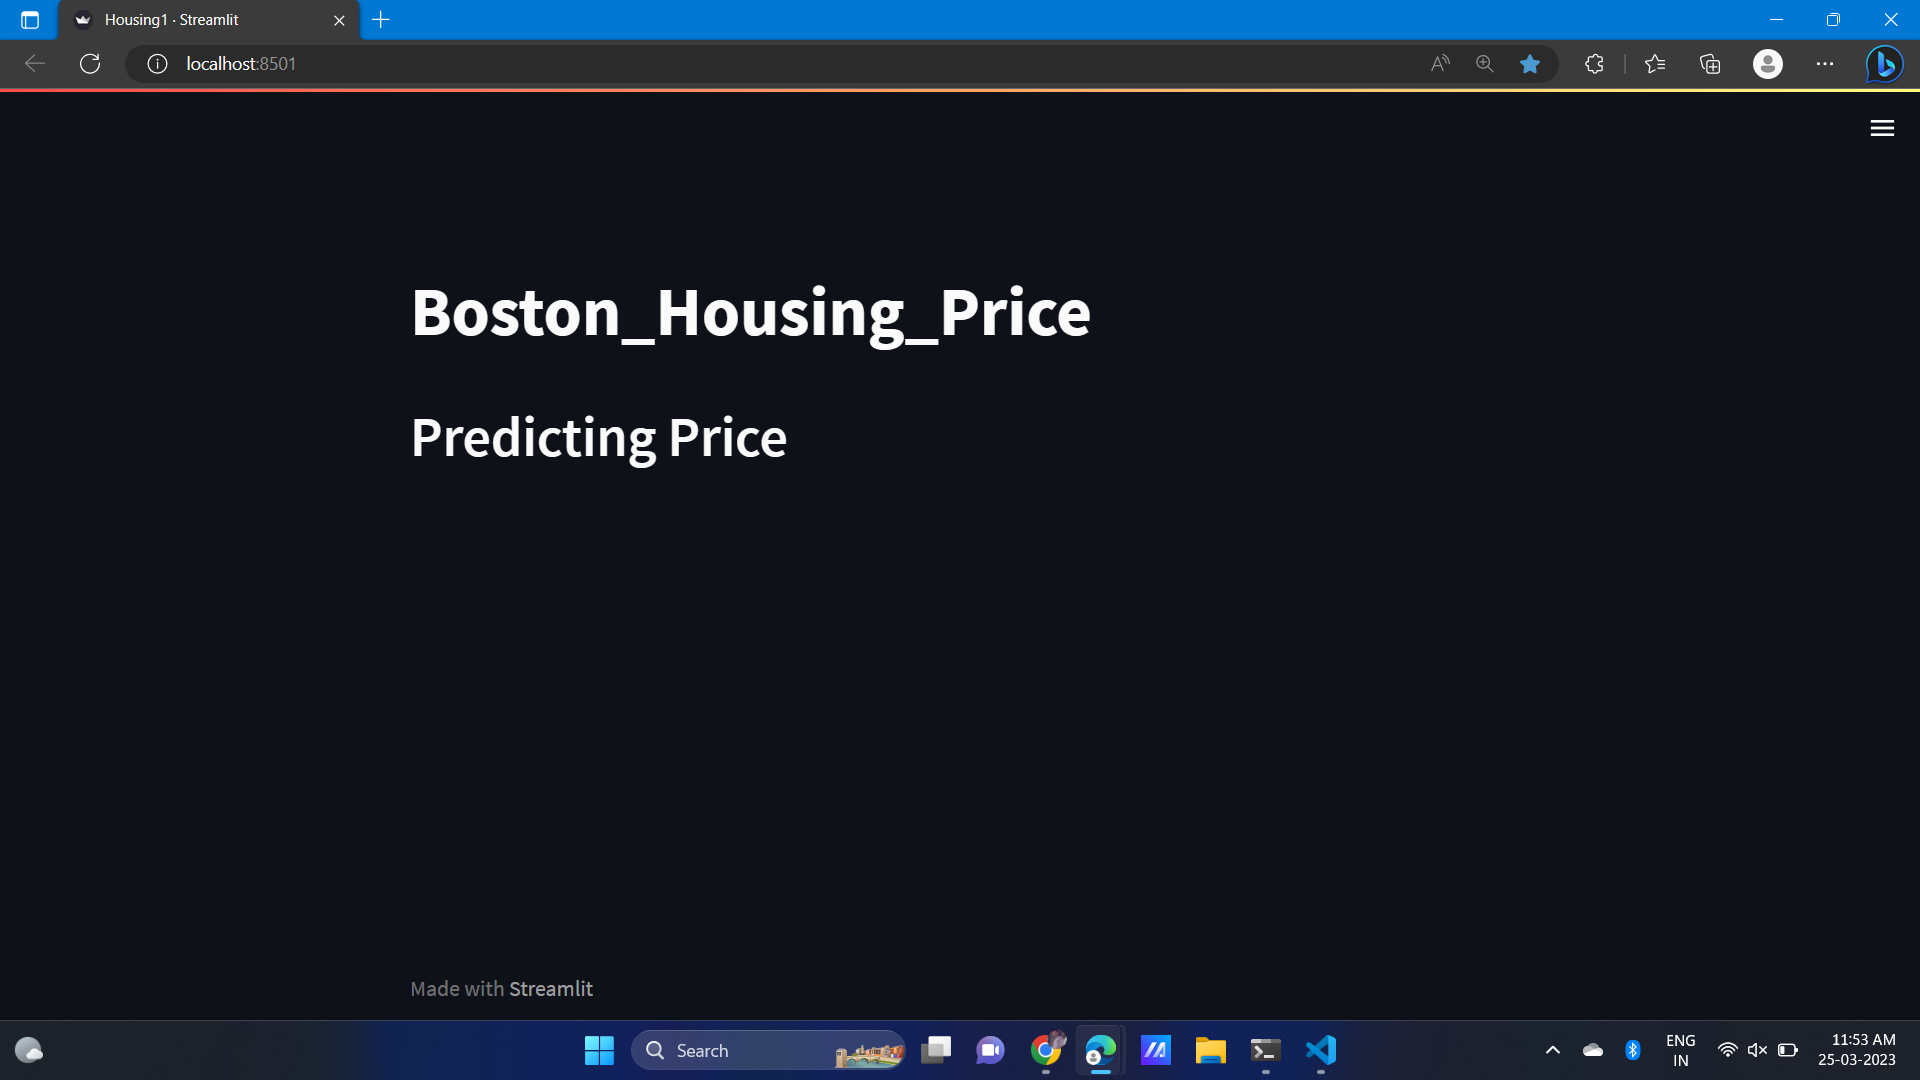 Housing1 · Streamlit
localhost:8501
Boston_Housing_Price
Predicting Price
Made with Streamlit
Search
ENG
IN
11:53 AM
25-03-2023